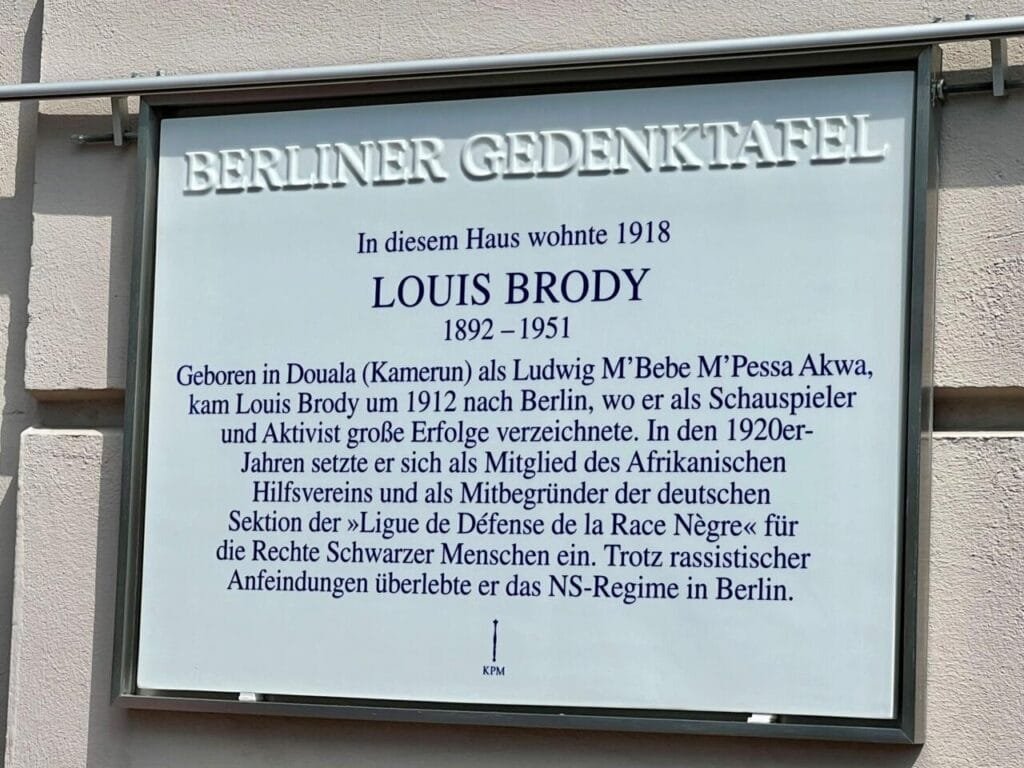 BERLINER GEDENKTAFEL
In diesem Haus wohnte 1918
LOUIS BRODY
1892 – 1951
Geboren in Douala (Kamerun) als Ludwig M’Bebe M’Pessa Akwa,
kam Louis Brody um 1912 nach Berlin, wo er als Schauspieler
und Aktivist große Erfolge verzeichnete. In den 1920er-
Jahren setzte er sich als Mitglied des Afrikanischen
Hilfsvereins und als Mitbegründer der deutschen
Sektion der »Ligue de Défense de la Race Nègre« für
die Rechte Schwarzer Menschen ein. Trotz rassistischer
Anfeindungen überlebte er das NS-Regime in Berlin.
KPM